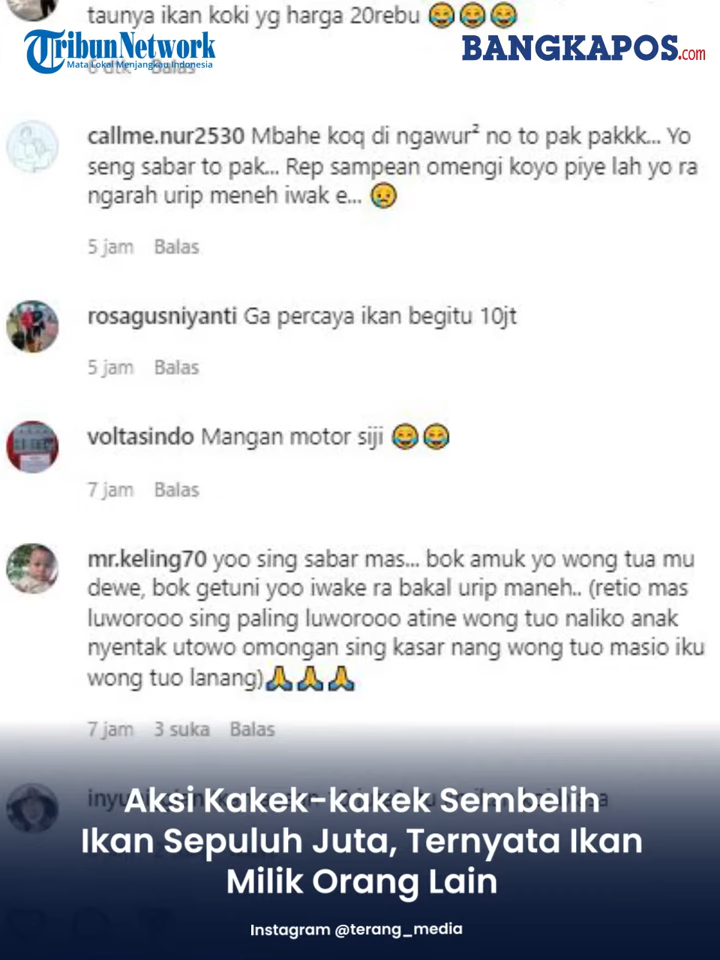 taunya ikan koki yg harga 20rebu 😂😂😂
TribunNetwork
Mata Lokal Menjangkau Indonesia
BANGKAPOS.com
Balas
callme.nur2530 Mbahe koq di ngawur² no to pak pakkk... Yo
seng sabar to pak... Rep sampean omengi koyo piye lah yo ra
ngarah urip meneh iwak e... 😢
5 jam Balas
rosagusniyanti Ga percaya ikan begitu 10jt
5 jam Balas
voltasindo Mangan motor siji 😂😂
7 jam Balas
mr.keling70 yoo sing sabar mas... bok amuk yo wong tua mu
dewe, bok getuni yoo iwake ra bakal urip maneh.. (retio mas
luworooo sing paling luworooo atine wong tuo naliko anak
nyentak utowo omongan sing kasar nang wong tuo masio iku
wong tuo lanang)🙏🙏🙏
7 jam 3 suka Balas
Aksi Kakek-kakek Sembelih
Ikan Sepuluh Juta, Ternyata Ikan
Milik Orang Lain
Instagram @terang_media